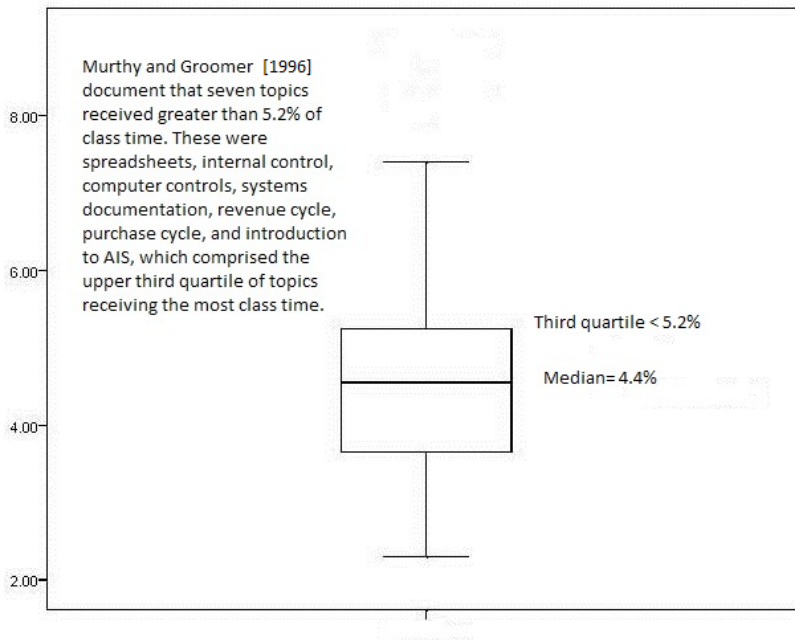 Murthy and Groomer [1996]
document that seven topics
received greater than 5.2% of
class time. These were
spreadsheets, internal control,
computer controls, systems
documentation, revenue cycle,
purchase cycle, and introduction
to AIS, which comprised the
upper third quartile of topics
receiving the most class time.
8.00
6.00
Third quartile < 5.2%
Median= 4.4%
4.00
2.00